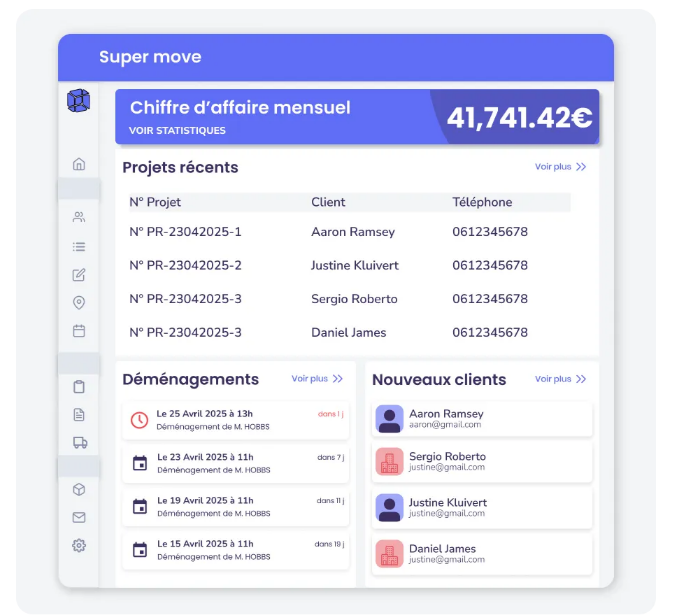 Super move
Chiffre d'affaire mensuel
VOIR STATISTIQUES
41,741.42€
Projets récents
Voir plus
N° Projet Client Téléphone
N° PR-23042025-1 Aaron Ramsey 0612345678
N° PR-23042025-2 Justine Kluivert 0612345678
N° PR-23042025-3 Sergio Roberto 0612345678
N° PR-23042025-3 Daniel James 0612345678
Déménagements
Voir plus
Le 25 Avril 2025 à 13h
dans 1 j
Déménagement de M. HOBBS
Le 23 Avril 2025 à 11h
dans 7 j
Déménagement de M. HOBBS
Le 19 Avril 2025 à 11h
dans 11 j
Déménagement de M. HOBBS
Le 15 Avril 2025 à 11h
dans 19 j
Déménagement de M. HOBBS
Nouveaux clients
Voir plus
Aaron Ramsey
aaron@gmail.com
Sergio Roberto
justine@gmail.com
Justine Kluivert
justine@gmail.com
Daniel James
justine@gmail.com